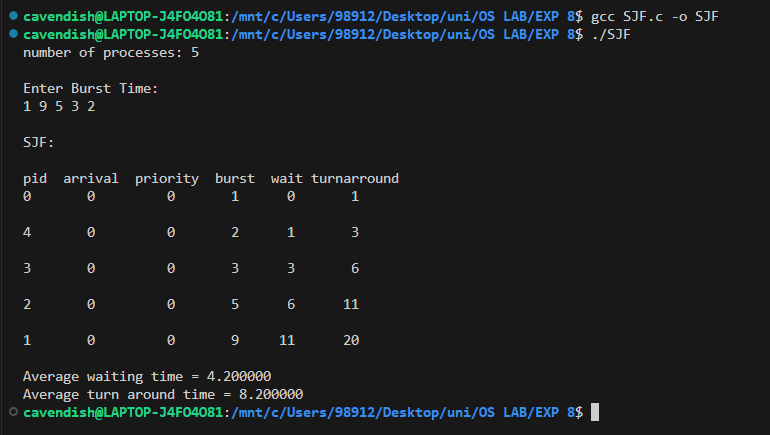 cavendish@LAPTOP-J4FO4O81:/mnt/c/Users/98912/Desktop/uni/OS LAB/EXP 8$ gcc SJF.c -o SJF
cavendish@LAPTOP-J4FO4O81:/mnt/c/Users/98912/Desktop/uni/OS LAB/EXP 8$ ./SJF
number of processes: 5
Enter Burst Time:
1 9 5 3 2
SJF:
pid arrival priority burst wait turnarround
0 0 0 1 0 1
4 0 0 2 1 3
3 0 0 3 3 6
2 0 0 5 6 11
1 0 0 9 11 20
Average waiting time = 4.200000
Average turn around time = 8.200000
cavendish@LAPTOP-J4FO4O81:/mnt/c/Users/98912/Desktop/uni/OS LAB/EXP 8$